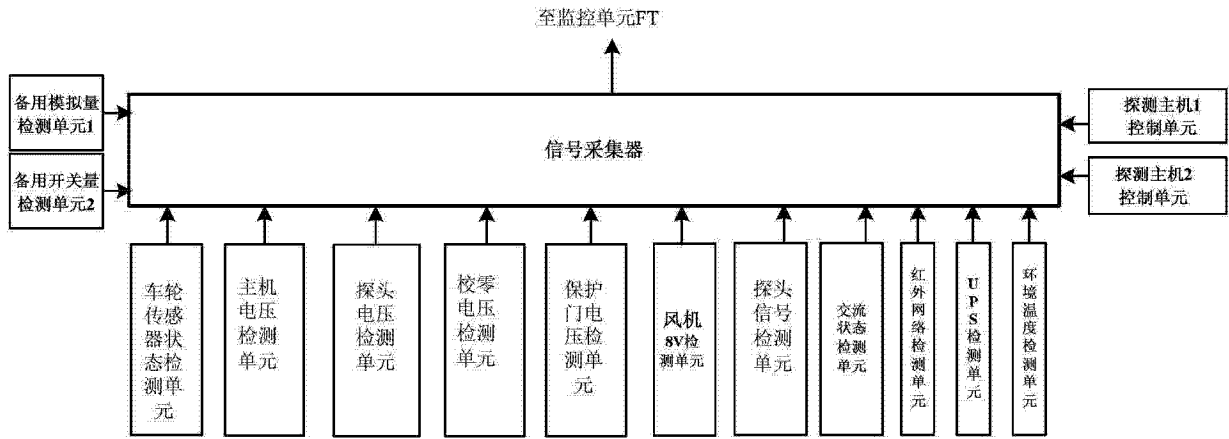 至监控单元FT
备用模拟量
检测单元1
备用开关量
检测单元2
信号采集器
探测主机1
控制单元
探测主机2
控制单元
车轮
传感
器状
态检
测单
元
主机
电压
检测
单元
探头
电压
检测
单元
校零
电压
检测
单元
保护
门电
压检
测单
元
风机
8V检
测单元
探头
信号
检测
单元
交流
状态
检测
单元
红
外
网
络
检
测
单
元
U
P
S
检
测
单
元
环
境
温
度
检
测
单
元